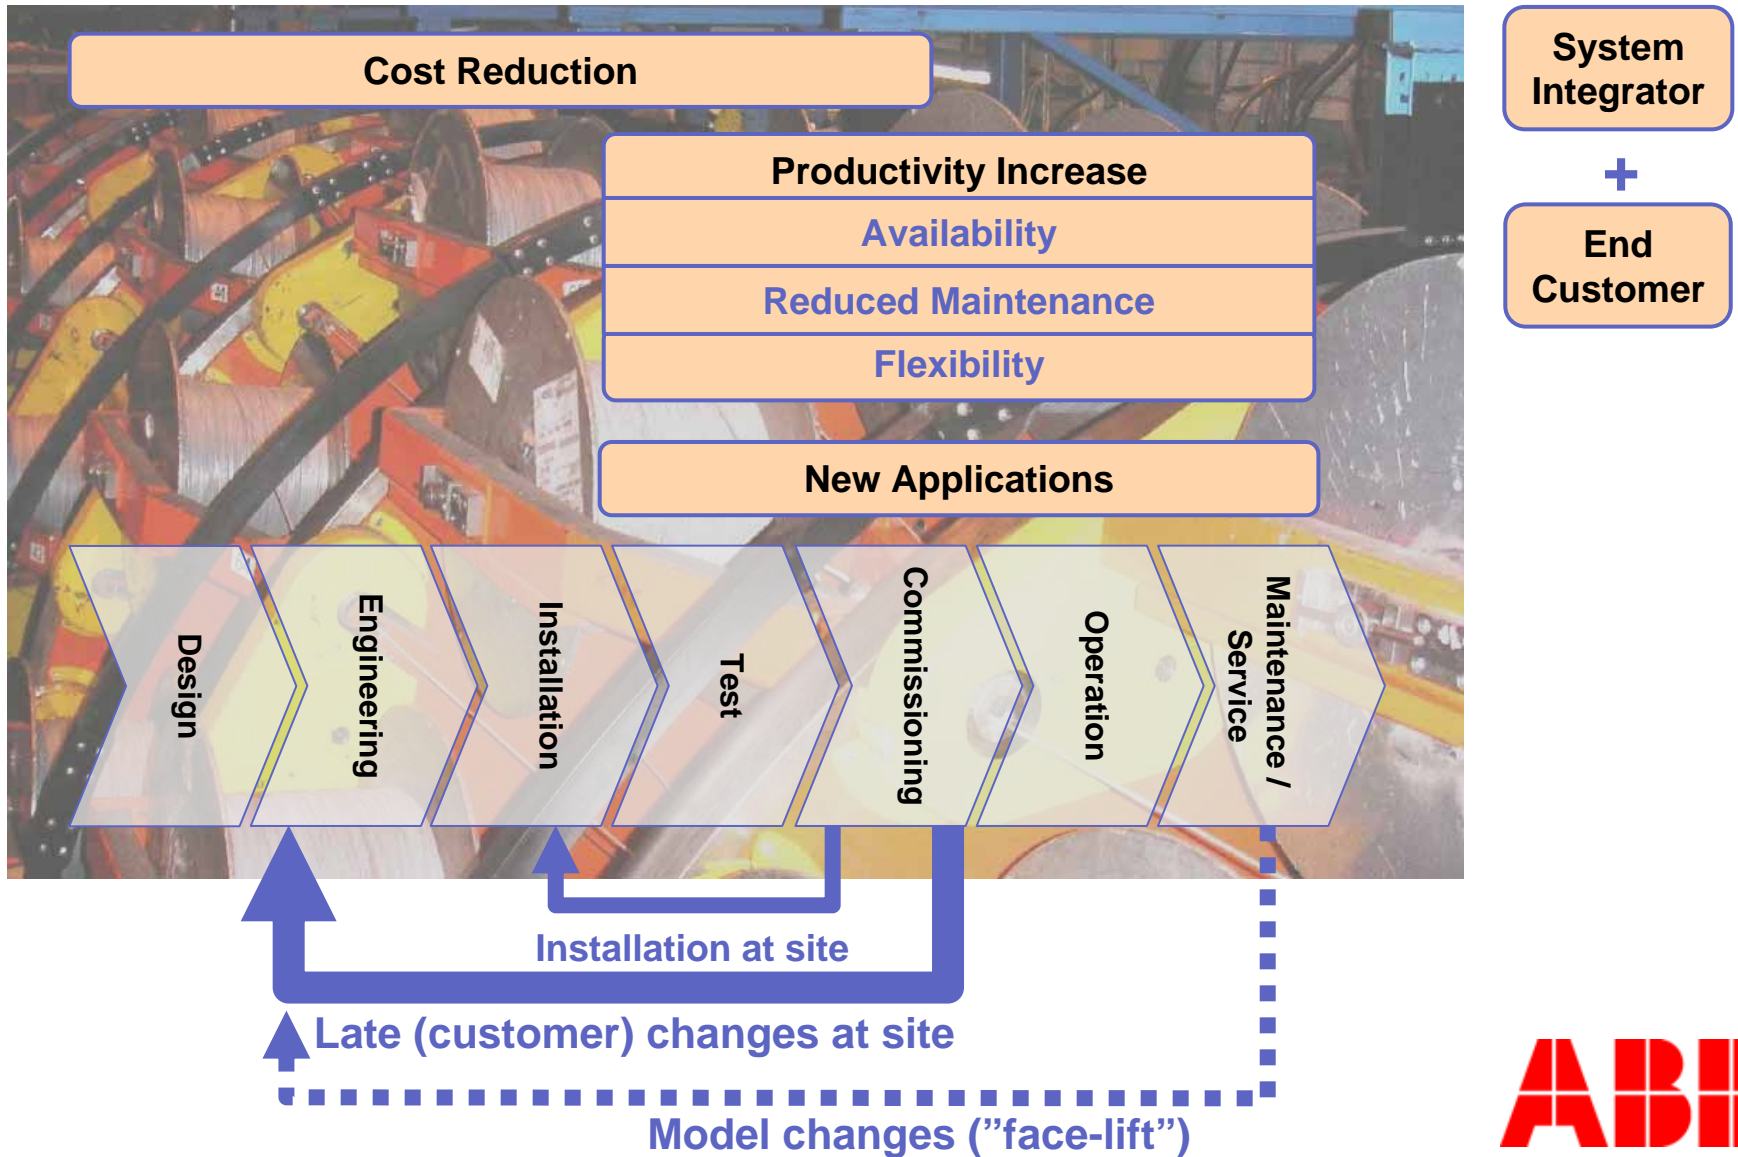 Cost Reduction
System
Integrator
+
End
Customer
Productivity Increase
Availability
Reduced Maintenance
Flexibility
New Applications
Design
Engineering
Installation
Test
Commissioning
Operation
Maintenance /
Service
Installation at site
Late (customer) changes at site
Model changes (”face-lift”)